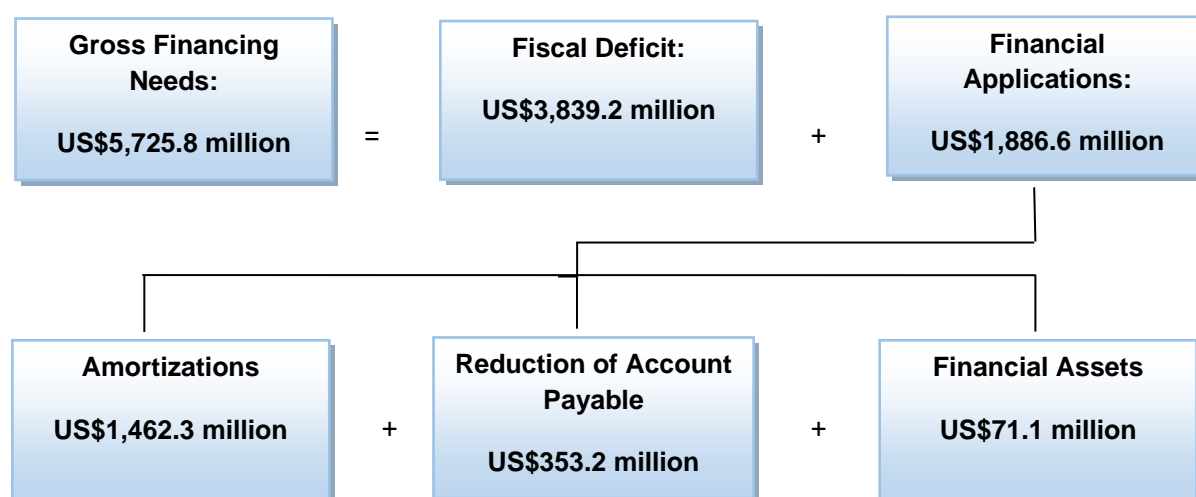 Gross Financing
Needs:
US$5,725.8 million
=
Fiscal Deficit:
US$3,839.2 million
+
Financial
Applications:
US$1,886.6 million
Amortizations
US$1,462.3 million
+
Reduction of Account
Payable
US$353.2 million
+
Financial Assets
US$71.1 million